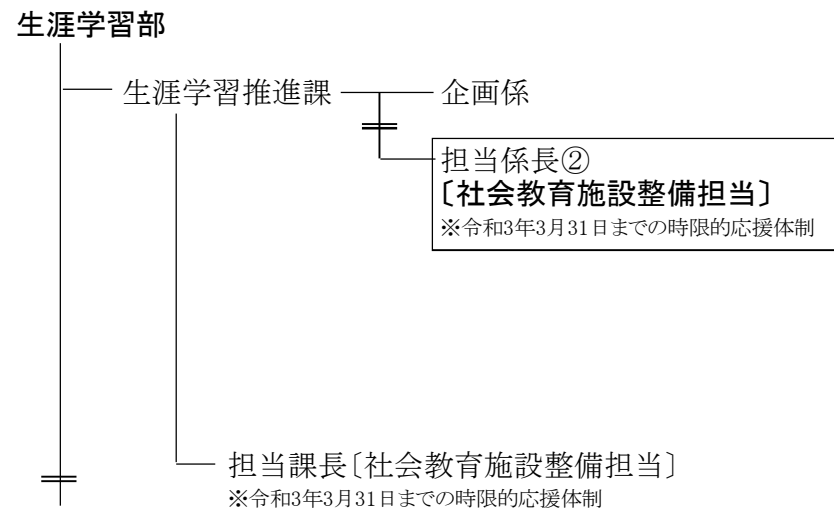 生涯学習部
生涯学習推進課
企画係
担当係長②
〔社会教育施設整備担当〕
※令和3年3月31日までの時限的応援体制
担当課長〔社会教育施設整備担当〕
※令和3年3月31日までの時限的応援体制